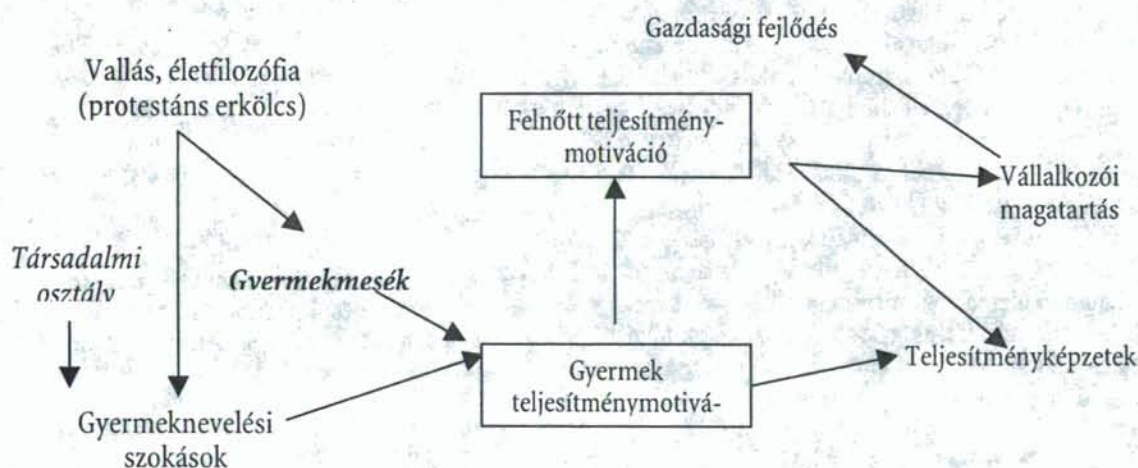 Gazdasági fejlődés
Vallás, életfilozófia
(protestáns erkölcs)
Felnőtt teljesítmény-
motiváció
Vállalkozói
magatartás
Társadalmi
osztály
Gyermekmesék
Teljesítményképzetek
Gyermek
teljesítménymotivá-
Gyermeknevelési
szokások